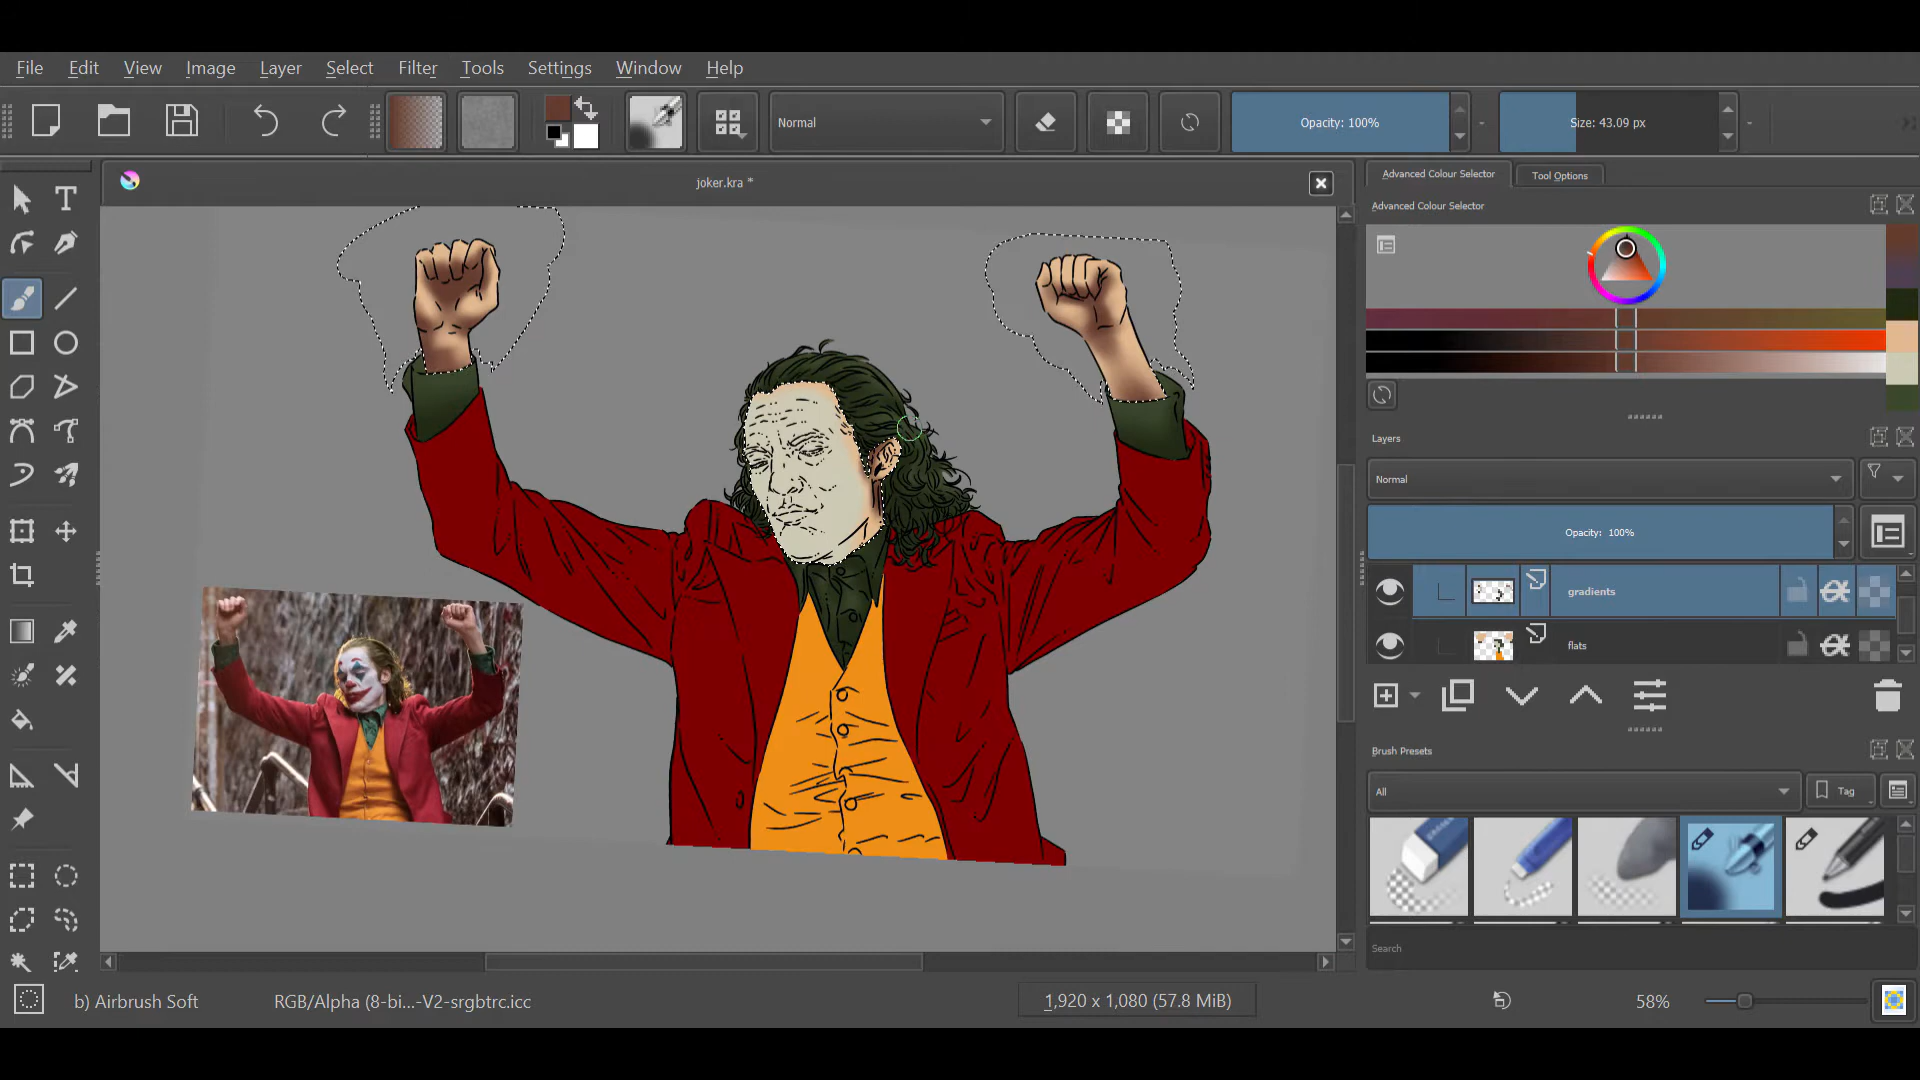 File Edit View Image Layer Select Filter Tools Settings Window Help
Normal
Opacity: 100%
Size: 43.09 px
joker.kra *
Advanced Colour Selector
Tool Options
Advanced Colour Selector
Layers
Normal
Opacity: 100%
gradients
flats
Brush Presets
All
Tag
Search
b) Airbrush Soft
RGB/Alpha (8-bi...-V2-srgbtrc.icc
1,920 x 1,080 (57.8 MiB)
58%